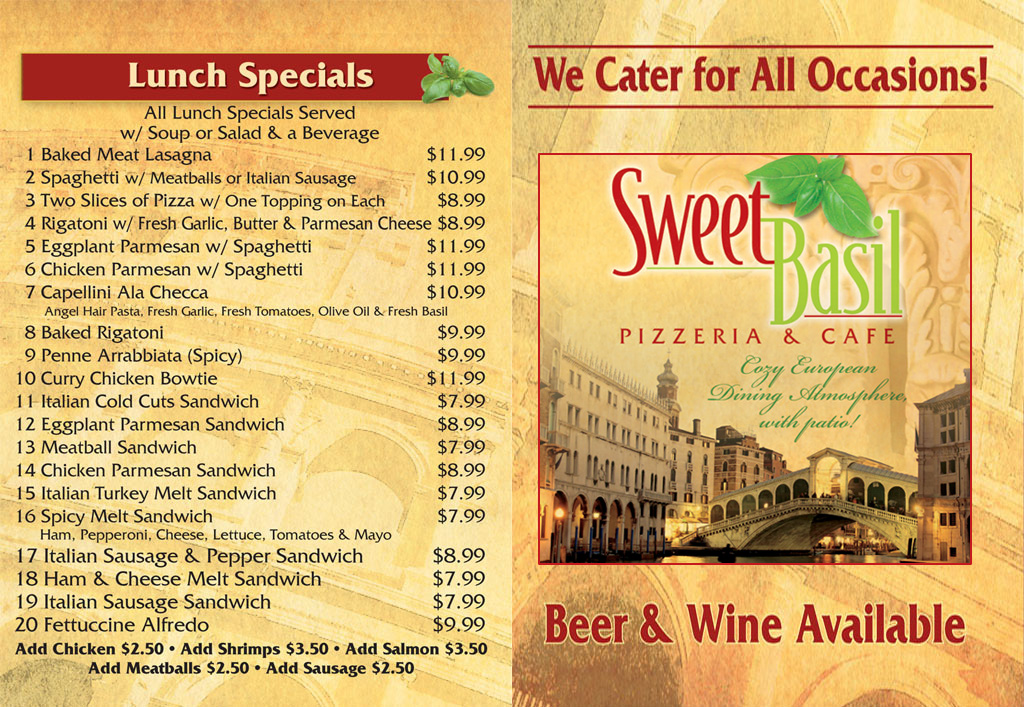 Lunch Specials
All Lunch Specials Served
w/ Soup or Salad & a Beverage
1 Baked Meat Lasagna $11.99
2 Spaghetti w/ Meatballs or Italian Sausage $10.99
3 Two Slices of Pizza w/ One Topping on Each $8.99
4 Rigatoni w/ Fresh Garlic, Butter & Parmesan Cheese $8.99
5 Eggplant Parmesan w/ Spaghetti $11.99
6 Chicken Parmesan w/ Spaghetti $11.99
7 Capellini Ala Checca $10.99
Angel Hair Pasta, Fresh Garlic, Fresh Tomatoes, Olive Oil & Fresh Basil
8 Baked Rigatoni $9.99
9 Penne Arrabbiata (Spicy) $9.99
10 Curry Chicken Bowtie $11.99
11 Italian Cold Cuts Sandwich $7.99
12 Eggplant Parmesan Sandwich $8.99
13 Meatball Sandwich $7.99
14 Chicken Parmesan Sandwich $8.99
15 Italian Turkey Melt Sandwich $7.99
16 Spicy Melt Sandwich $7.99
Ham, Pepperoni, Cheese, Lettuce, Tomatoes & Mayo
17 Italian Sausage & Pepper Sandwich $8.99
18 Ham & Cheese Melt Sandwich $7.99
19 Italian Sausage Sandwich $7.99
20 Fettuccine Alfredo $9.99
Add Chicken $2.50 • Add Shrimps $3.50 • Add Salmon $3.50
Add Meatballs $2.50 • Add Sausage $2.50
We Cater for All Occasions!
Sweet
Basil
PIZZERIA & CAFE
Cozy European
Dining Atmosphere,
with patio!
Beer & Wine Available